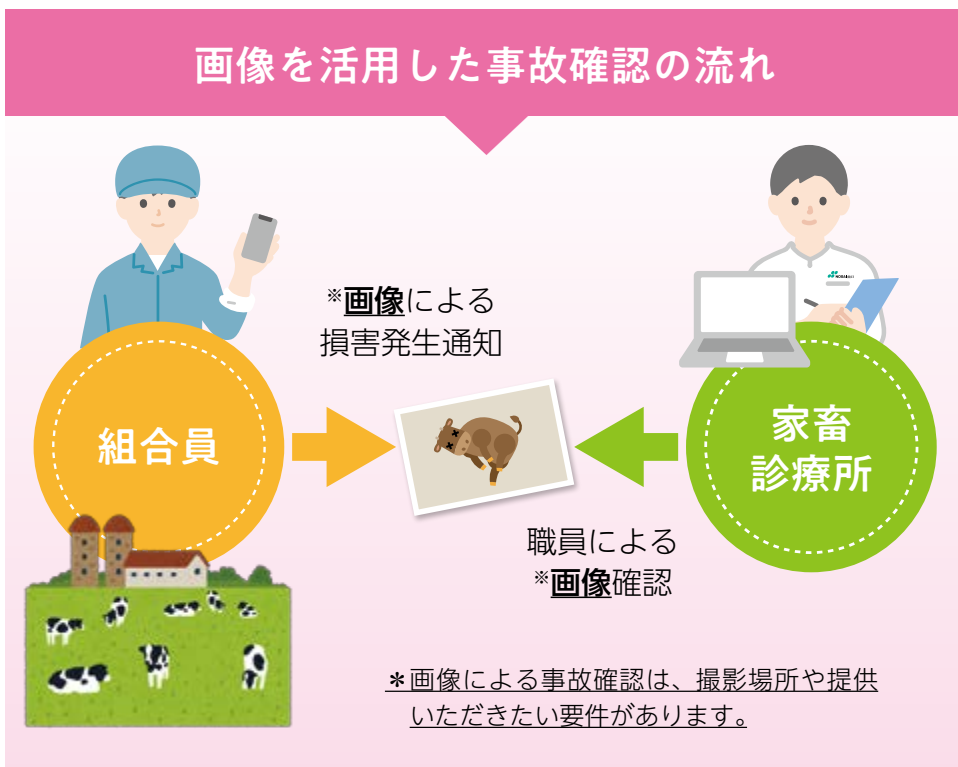 画像を活用した事故確認の流れ
※画像による
損害発生通知
組合員
家畜
診療所
職員による
※画像確認
＊画像による事故確認は、撮影場所や提供
いただきたい要件があります。